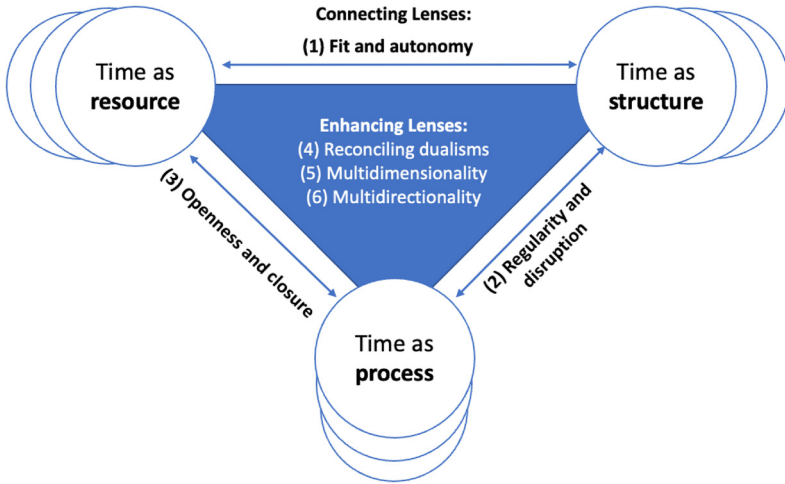 Connecting Lenses:
(1) Fit and autonomy
Time as
resource
Time as
structure
Enhancing Lenses:
(4) Reconciling dualisms
(5) Multidimensionality
(6) Multidirectionality
(3) Openness and closure
(2) Regularity and
disruption
Time as
process